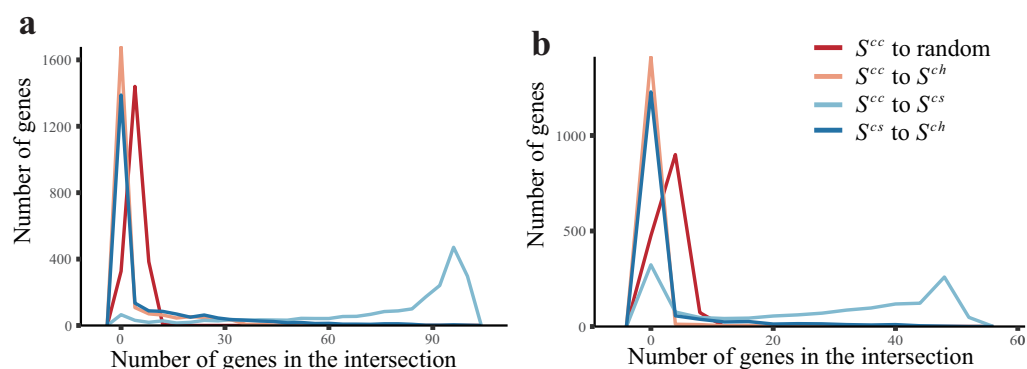 a
1600
1200
800
400
0
0
30
60
90
Number of genes
Number of genes in the intersection
b
1000
500
0
0
20
40
60
Number of genes
Number of genes in the intersection
S^cc to random
S^cc to S^ch
S^cc to S^cs
S^cs to S^ch